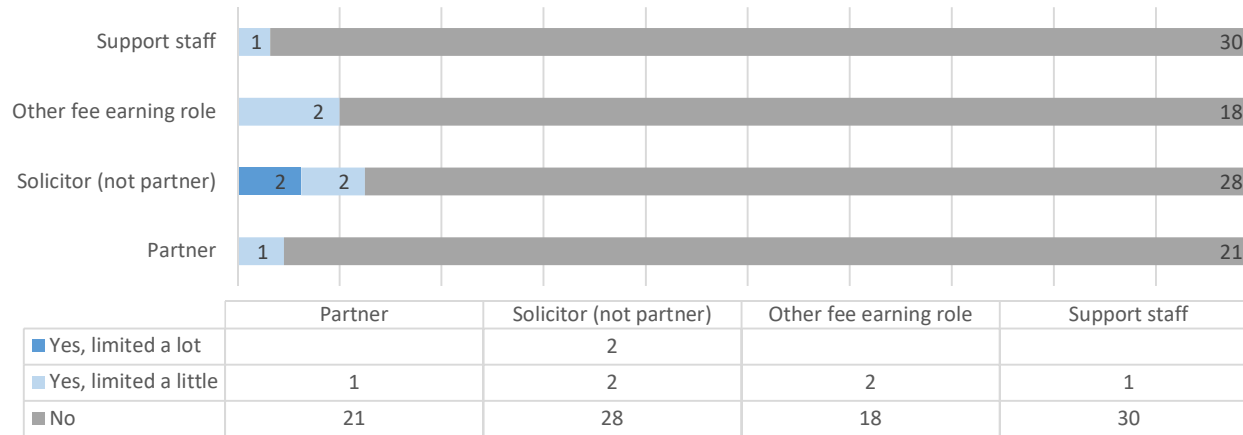 Support staff 1 30
Other fee earning role 2 18
Solicitor (not partner) 2 2 28
Partner 1 21
Partner Solicitor (not partner) Other fee earning role Support staff
Yes, limited a lot 2
Yes, limited a little 1 2 2 1
No 21 28 18 30